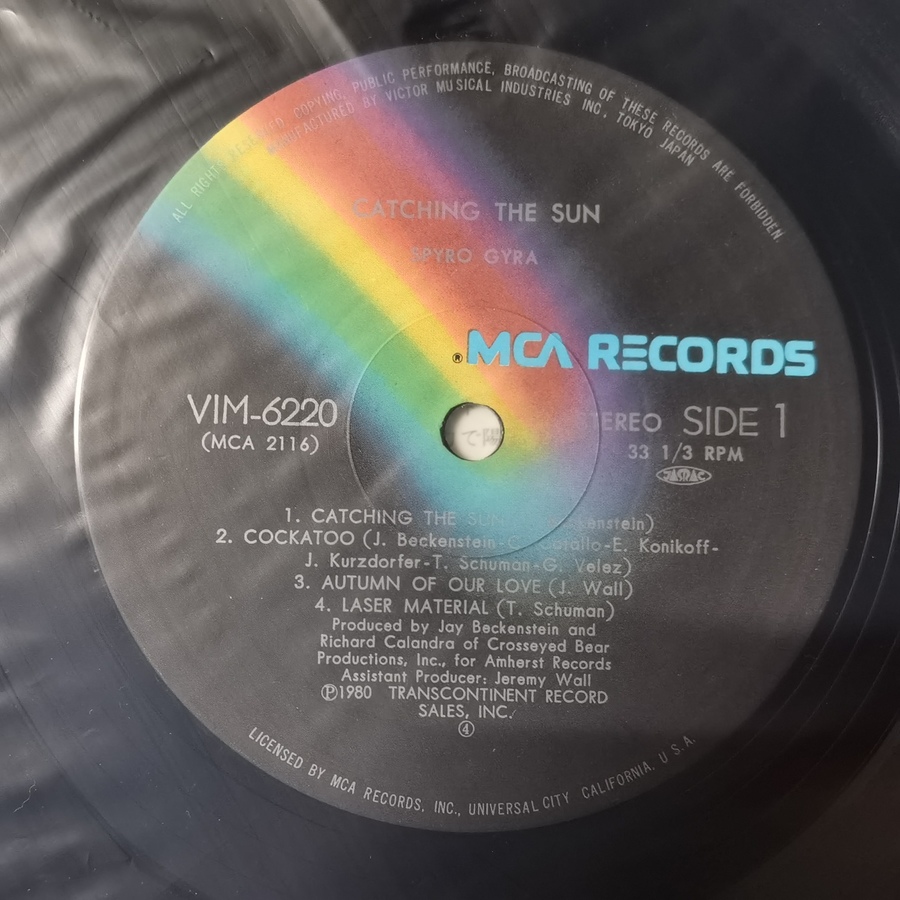 ALL RIGHTS RESERVED. COPYING, PUBLIC PERFORMANCE, BROADCASTING OF THESE RECORDS ARE FORBIDDEN.
MANUFACTURED BY VICTOR MUSICAL INDUSTRIES INC, TOKYO JAPAN
CATCHING THE SUN
SPYRO GYRA
® MCA RECORDS
VIM-6220
(MCA 2116)
STEREO SIDE 1
33 1/3 RPM
JASRAC
1. CATCHING THE SUN Beckenstein)
2. COCKATOO (J. Beckenstein-C. Cotallo-E. Konikoff-
J. Kurzdorfer-T. Schuman-G. Velez)
3. AUTUMN OF OUR LOVE (J. Wall)
4. LASER MATERIAL (T. Schuman)
Produced by Jay Beckenstein and
Richard Calandra of Crosseyed Bear
Productions, Inc., for Amherst Records
Assistant Producer: Jeremy Wall
Ⓟ1980 TRANSCONTINENT RECORD
SALES, INC.
④
LICENSED BY MCA RECORDS, INC., UNIVERSAL CITY CALIFORNIA, U.S.A.